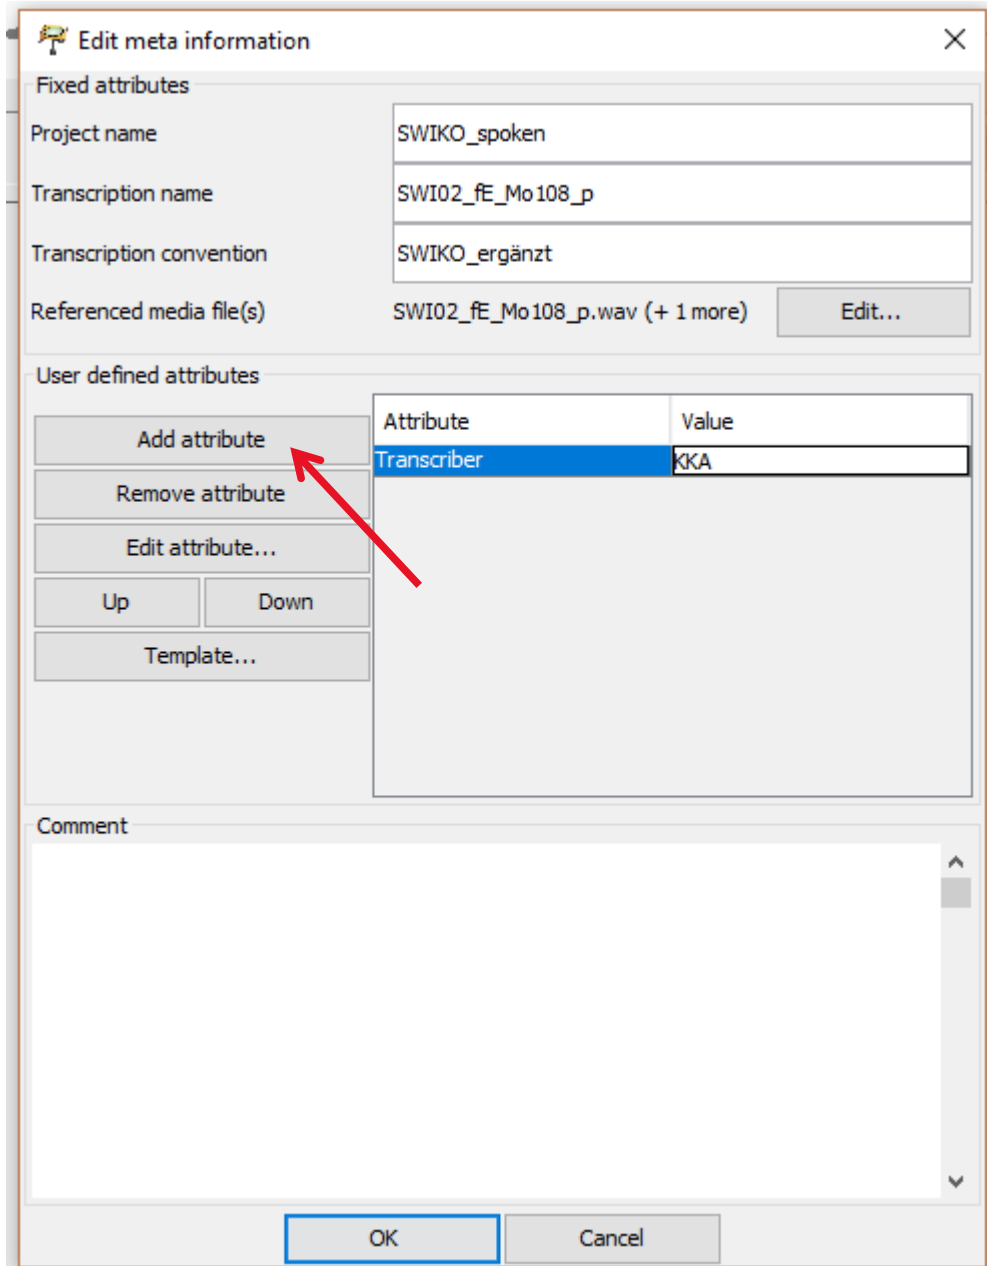 Edit meta information
Fixed attributes
Project name SWIKO_spoken
Transcription name SWI02_fE_Mo108_p
Transcription convention SWIKO_ergänzt
Referenced media file(s) SWI02_fE_Mo108_p.wav (+ 1 more) Edit...
User defined attributes
Attribute Value
Add attribute
Transcriber KKA
Remove attribute
Edit attribute...
Up Down
Template...
Comment
OK Cancel